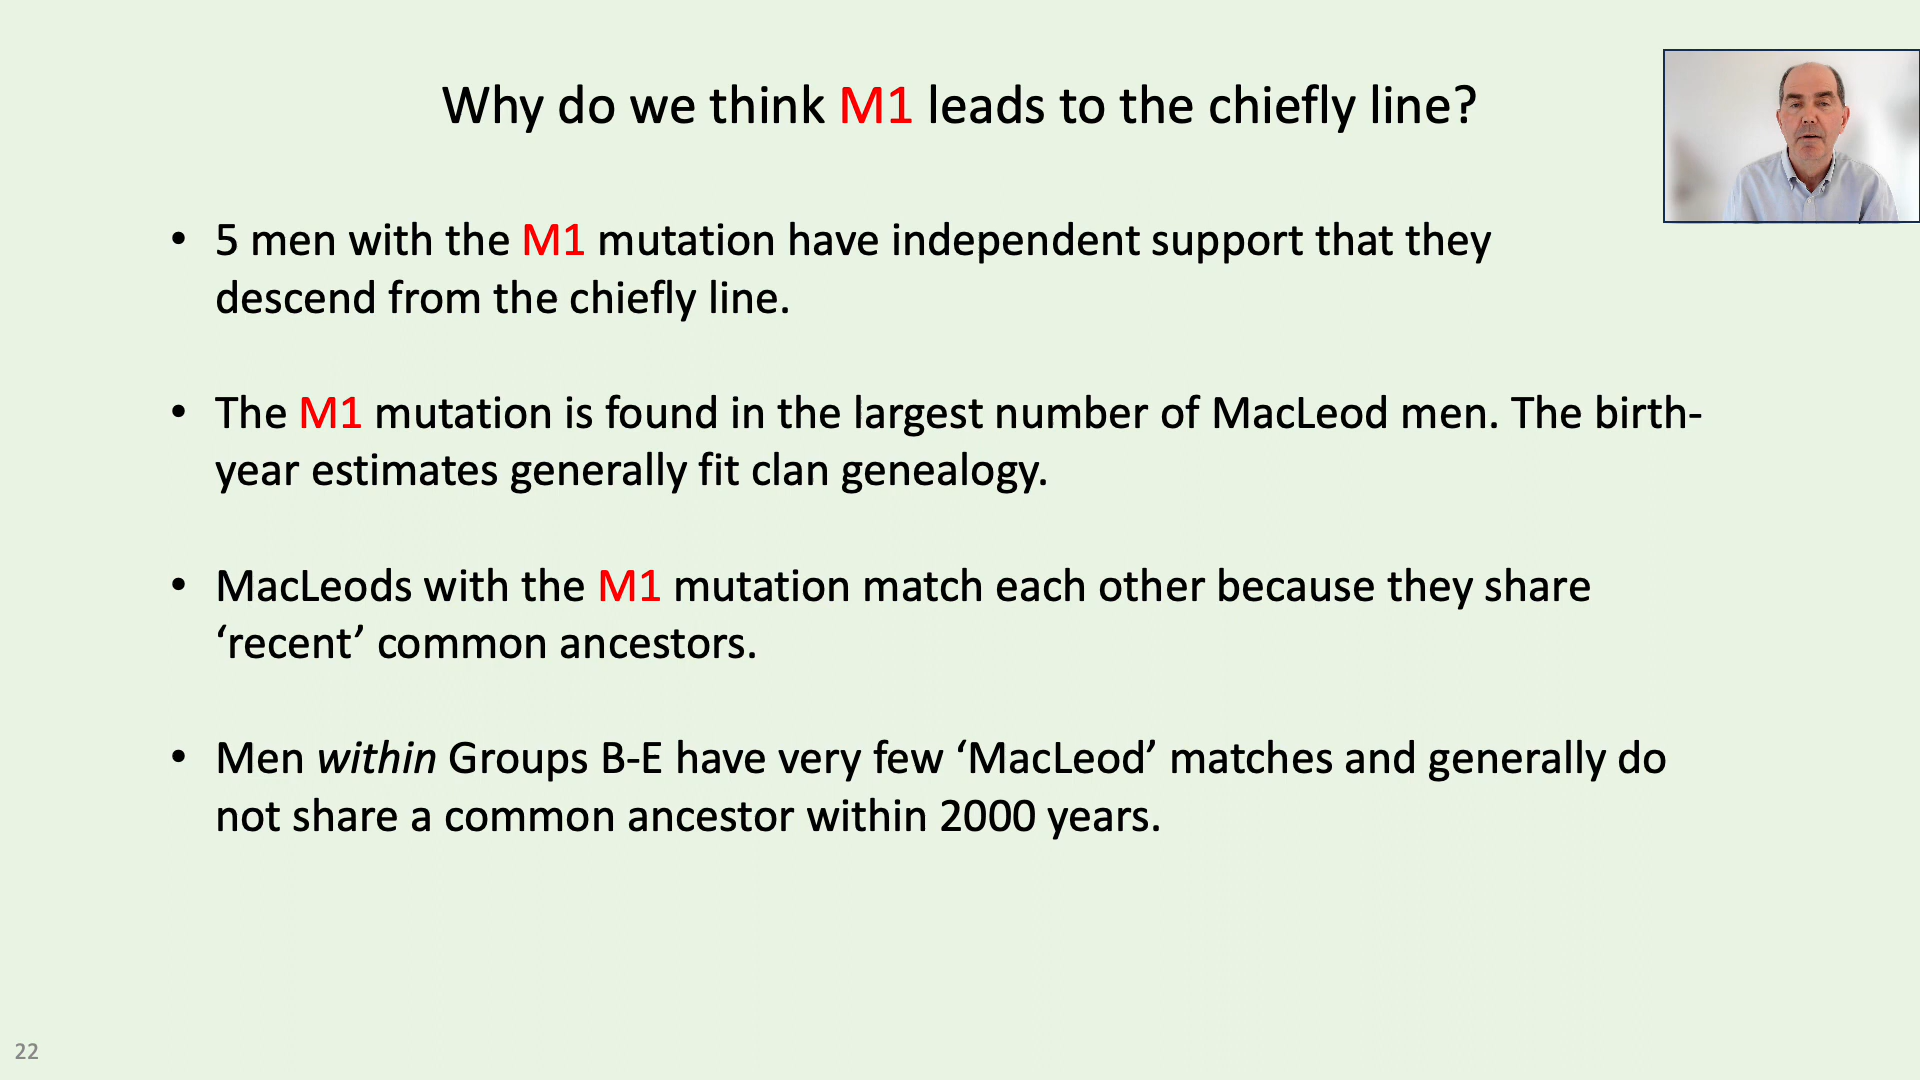 Why do we think M1 leads to the chiefly line?
• 5 men with the M1 mutation have independent support that they
descend from the chiefly line.
• The M1 mutation is found in the largest number of MacLeod men. The birth-
year estimates generally fit clan genealogy.
• MacLeods with the M1 mutation match each other because they share
‘recent’ common ancestors.
• Men within Groups B-E have very few ‘MacLeod’ matches and generally do
not share a common ancestor within 2000 years.
22